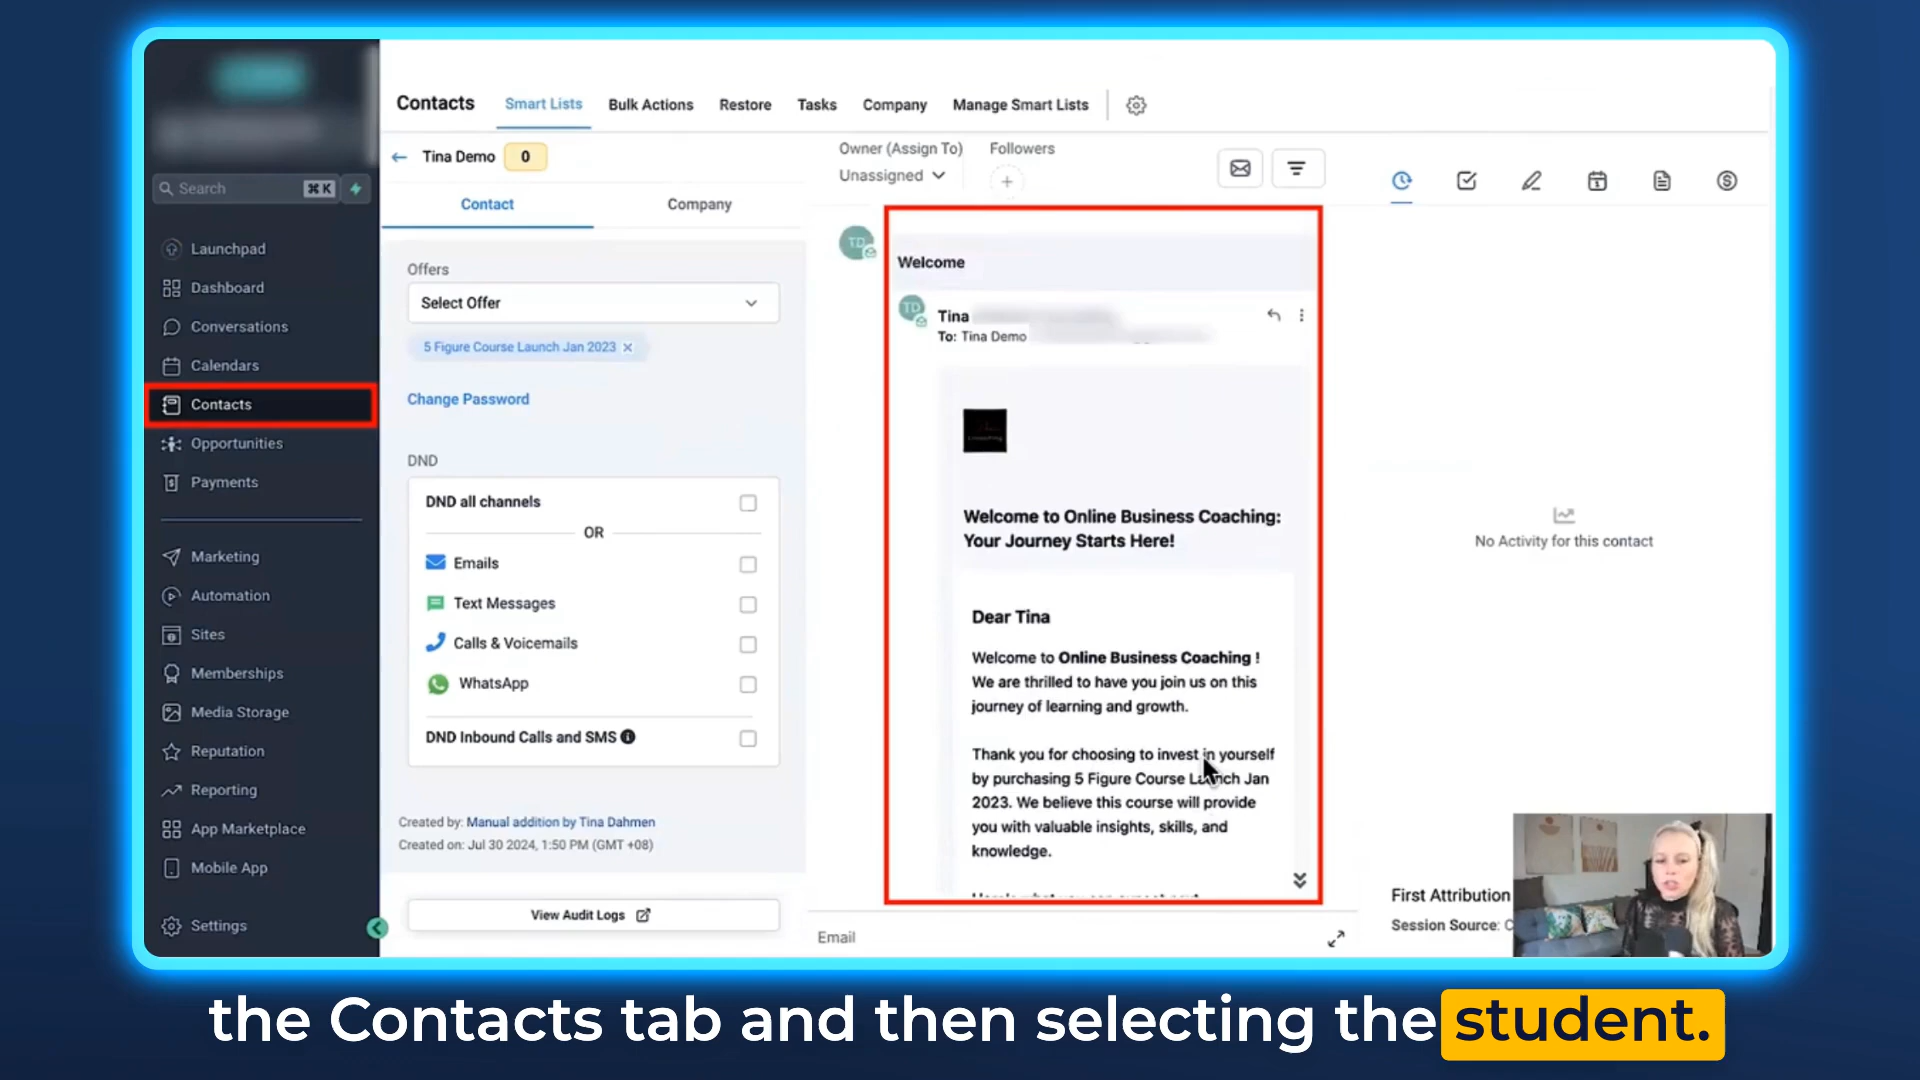 Contacts
Smart Lists
Bulk Actions
Restore
Tasks
Company
Manage Smart Lists
Search
⌘ K
Launchpad
Dashboard
Conversations
Calendars
Contacts
Opportunities
Payments
Marketing
Automation
Sites
Memberships
Media Storage
Reputation
Reporting
App Marketplace
Mobile App
Settings
Tina Demo
0
Contact
Company
Offers
Select Offer
5 Figure Course Launch Jan 2023 ×
Change Password
DND
DND all channels
OR
Emails
Text Messages
Calls & Voicemails
WhatsApp
DND Inbound Calls and SMS
Created by: Manual addition by Tina Dahmen
Created on: Jul 30 2024, 1:50 PM (GMT +08)
View Audit Logs
Owner (Assign To)
Unassigned
Followers
TD
Welcome
TD
Tina
To: Tina Demo
Welcome to Online Business Coaching:
Your Journey Starts Here!
Dear Tina
Welcome to Online Business Coaching !
We are thrilled to have you join us on this
journey of learning and growth.
Thank you for choosing to invest in yourself
by purchasing 5 Figure Course Launch Jan
2023. We believe this course will provide
you with valuable insights, skills, and
knowledge.
Email
No Activity for this contact
First Attribution
Session Source:
the Contacts tab and then selecting the student.